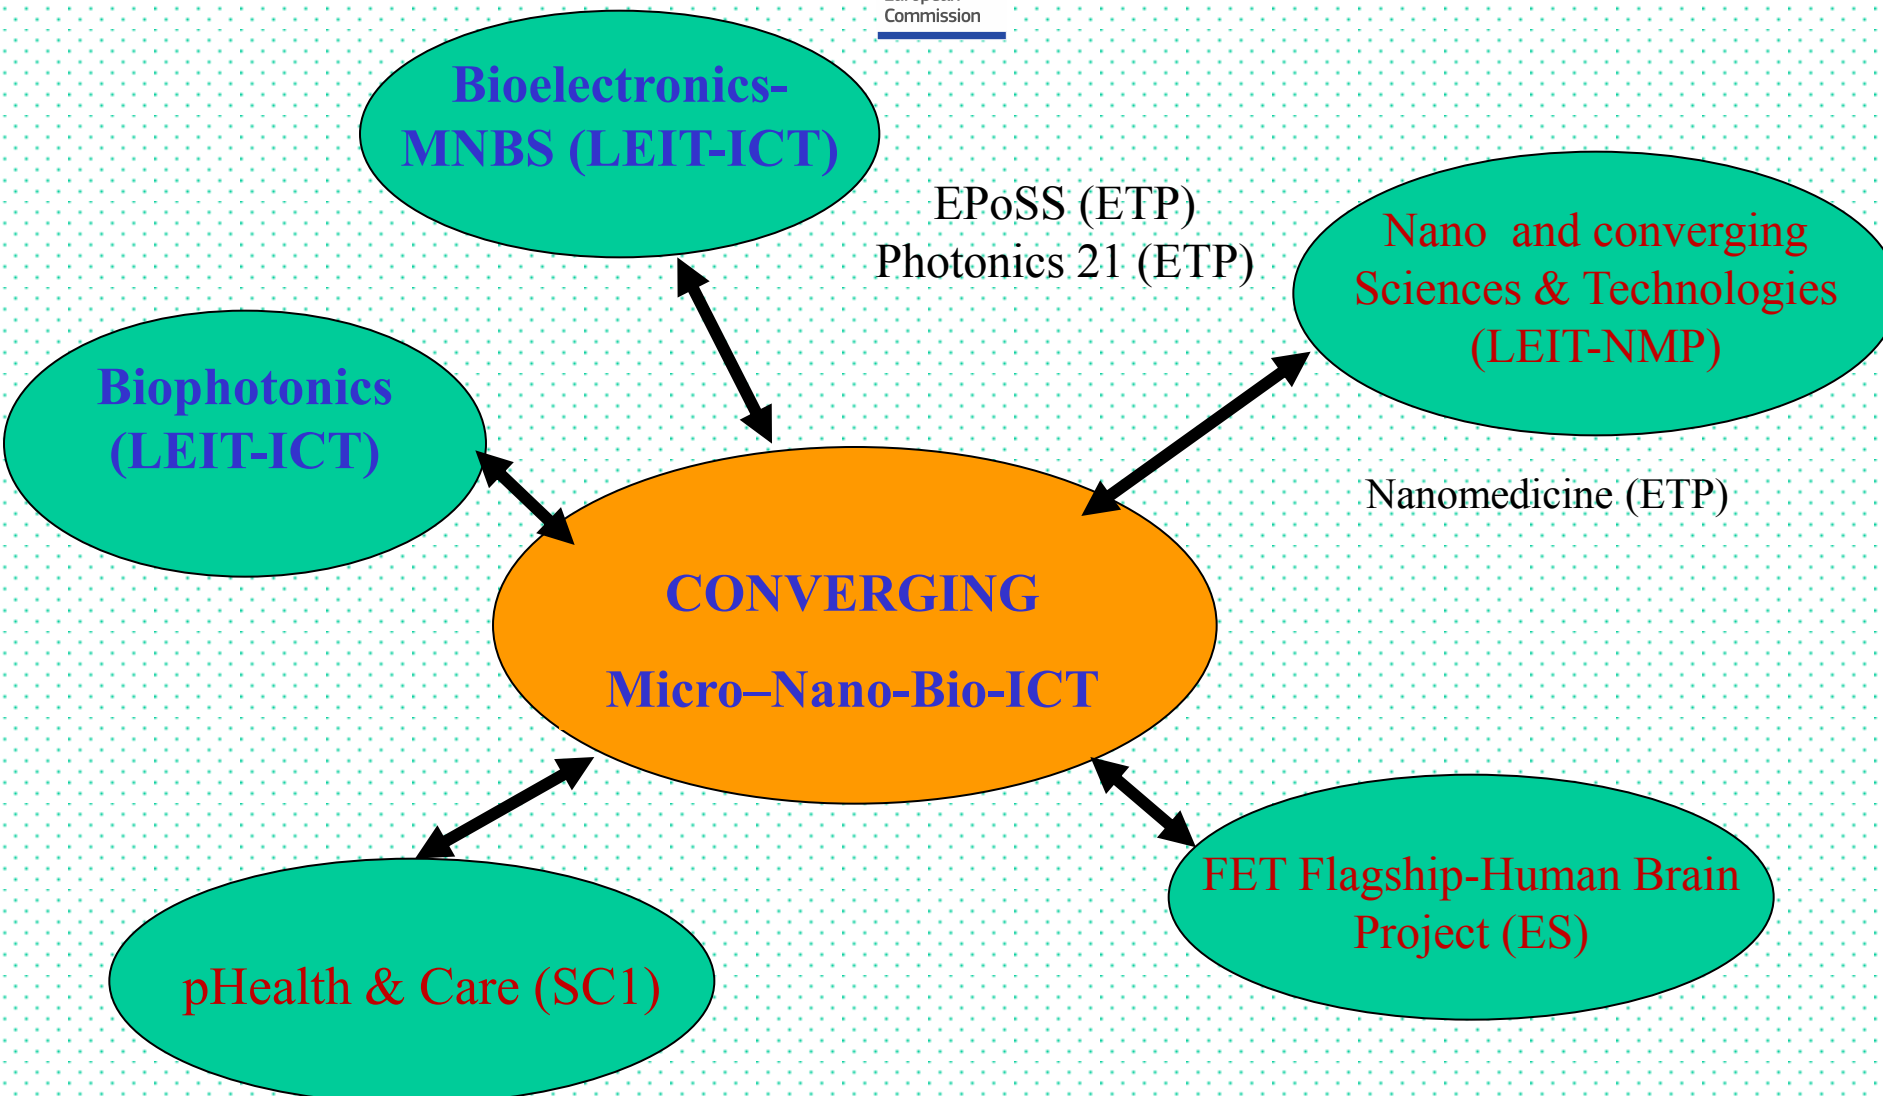 Commission
Bioelectronics-
MNBS (LEIT-ICT)
EPoSS (ETP)
Photonics 21 (ETP)
Nano and converging
Sciences & Technologies
(LEIT-NMP)
Biophotonics
(LEIT-ICT)
Nanomedicine (ETP)
CONVERGING
Micro–Nano-Bio-ICT
FET Flagship-Human Brain
Project (ES)
pHealth & Care (SC1)